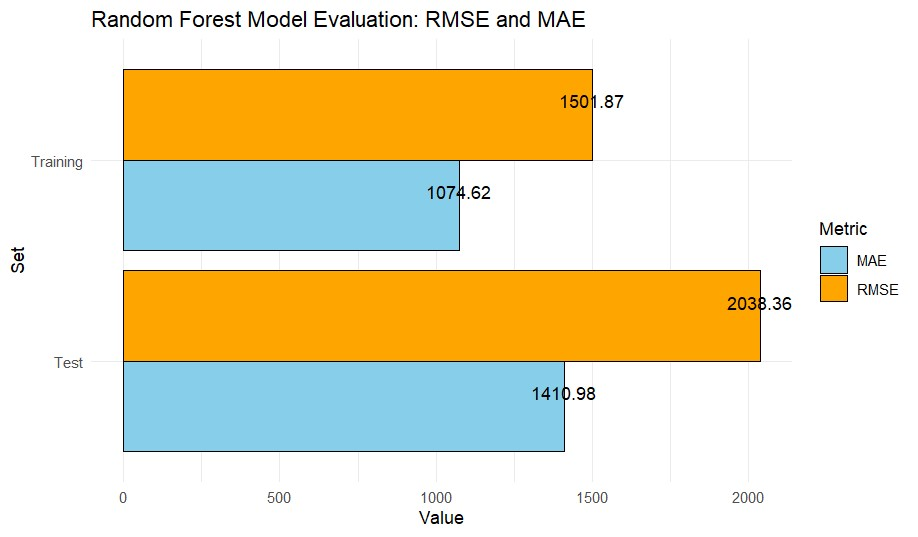 Random Forest Model Evaluation: RMSE and MAE
1501.87
Training
1074.62
Set
2038.36
Test
1410.98
0 500 1000 1500 2000
Value
Metric
MAE
RMSE